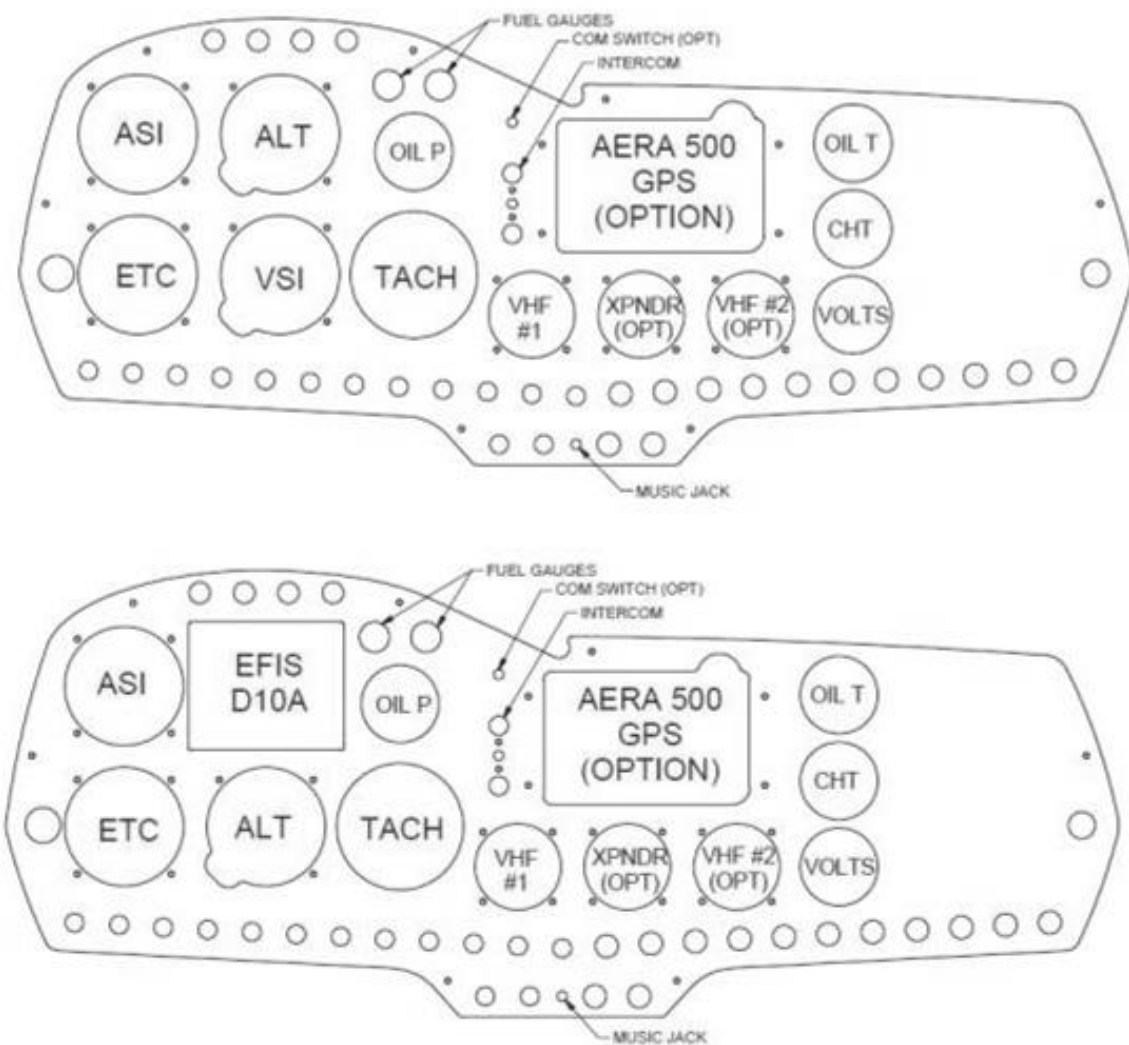 FUEL GAUGES
COM SWITCH (OPT)
INTERCOM
ASI
ALT
OIL P
AERA 500
GPS
(OPTION)
OIL T
CHT
ETC
VSI
TACH
VHF
#1
XPNDR
(OPT)
VHF #2
(OPT)
VOLTS
MUSIC JACK
FUEL GAUGES
COM SWITCH (OPT)
INTERCOM
ASI
EFIS
D10A
OIL P
AERA 500
GPS
(OPTION)
OIL T
CHT
ETC
ALT
TACH
VHF
#1
XPNDR
(OPT)
VHF #2
(OPT)
VOLTS
MUSIC JACK